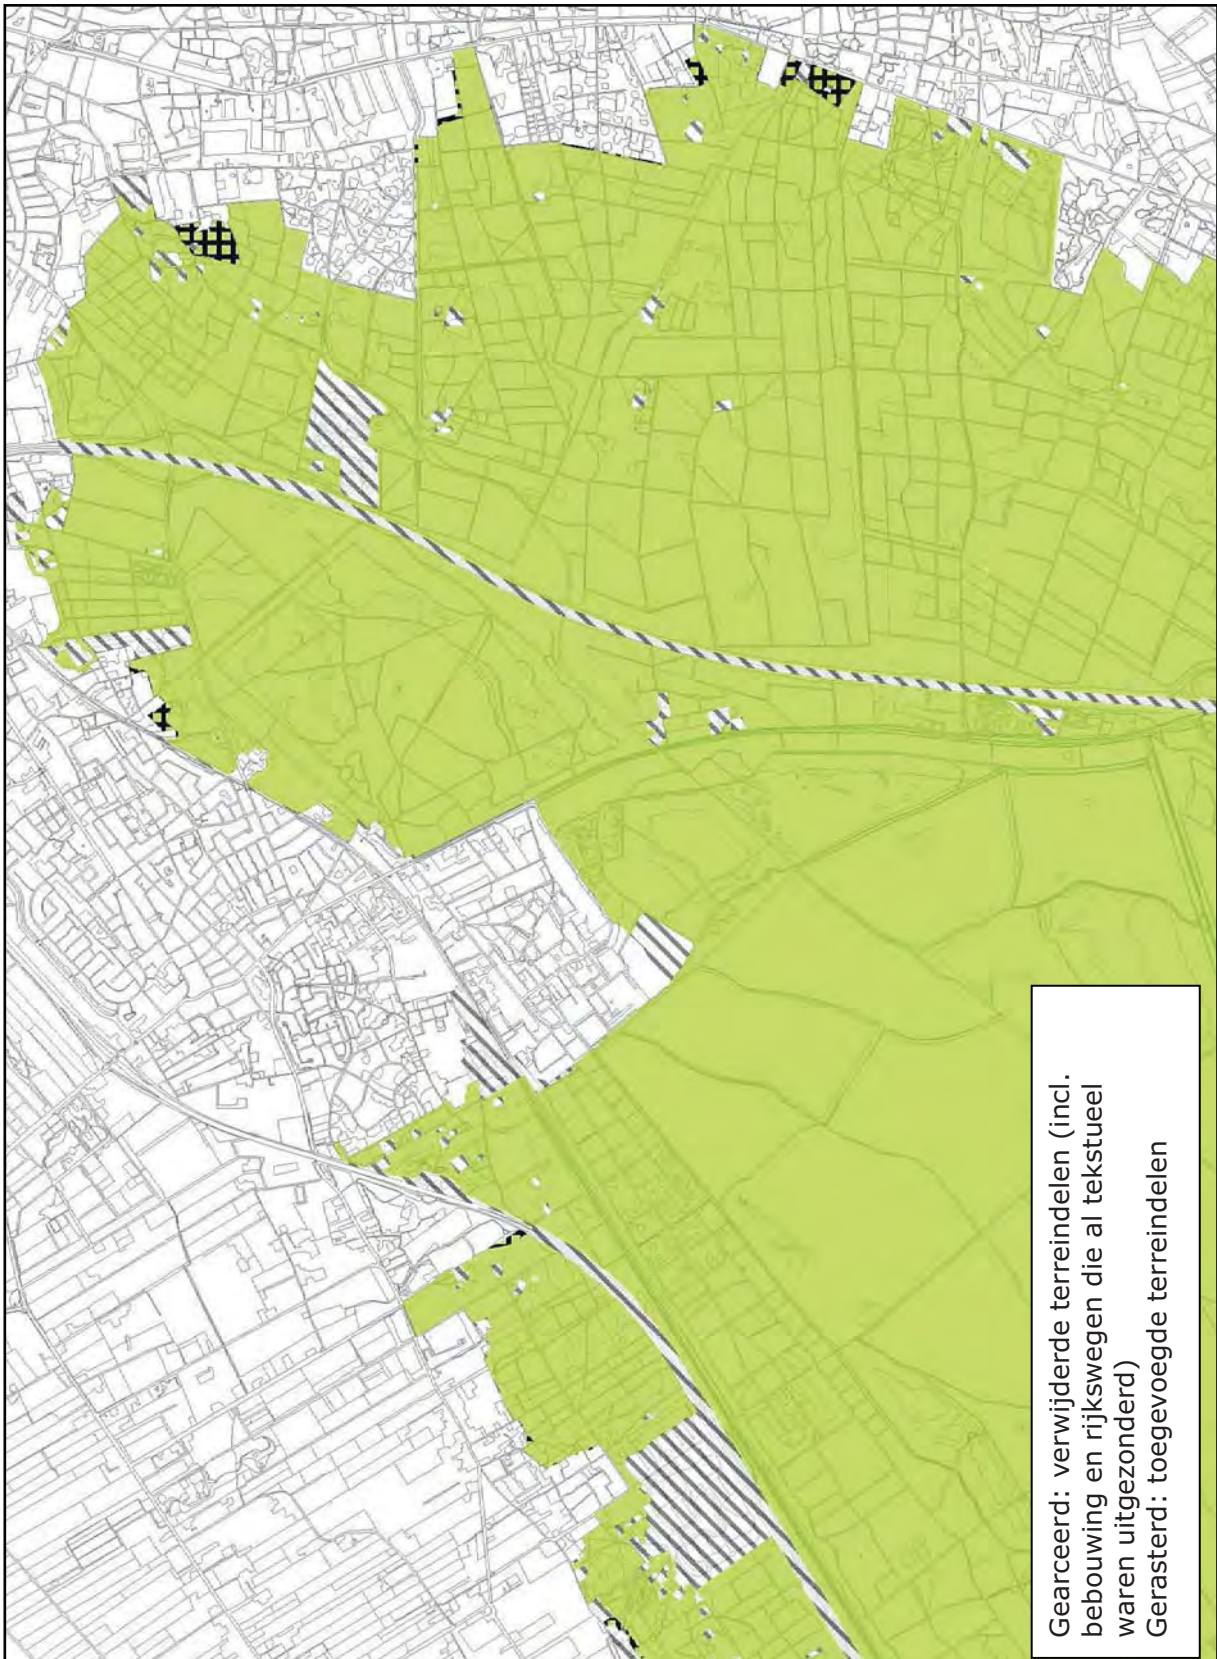 Gearceerd: verwijderde terreindelen (incl.
bebouwing en rijkswegen die al tekstueel
waren uitgezonderd)
Gerasterd: toegevoegde terreindelen